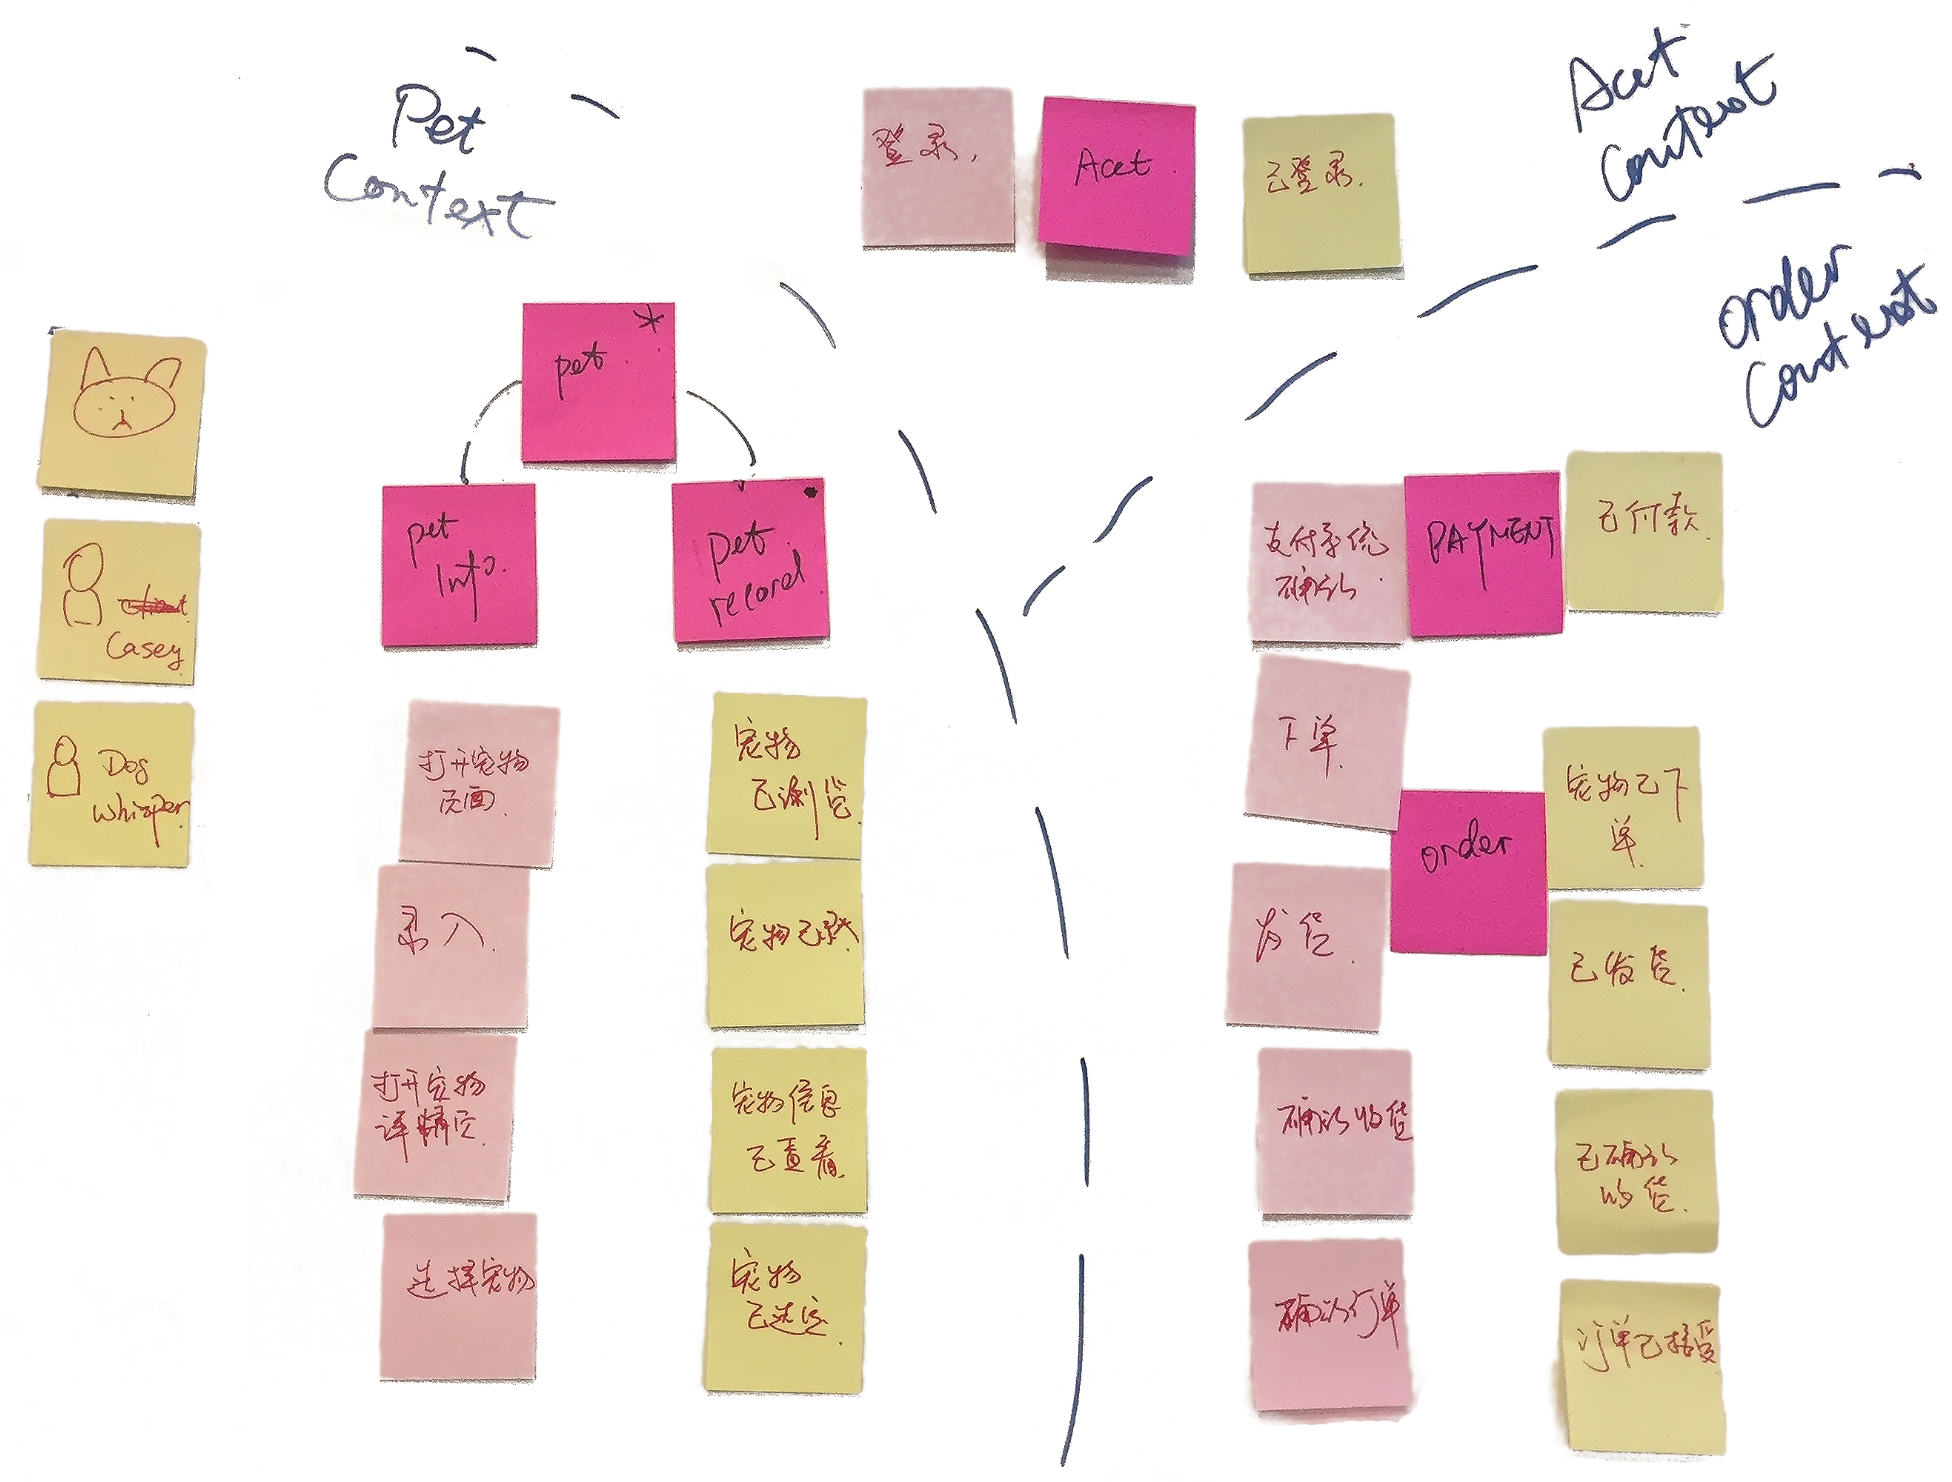 Pet
Context
登录.
Acct.
已登录.
Acct
Context
order
Context
pet
pet
Info.
pet
record
Casey
Dog
whisper
打开宠物
页面.
录入.
打开宠物
详情页.
选择宠物
宠物
已浏览.
宠物已录入
宠物信息
已查看.
宠物
已选定.
支付系统
确认.
PAYMENT
已付款.
下单.
order
宠物已下
单.
发货.
已发货.
确认收货
已确认
收货.
确认订单
订单已接受